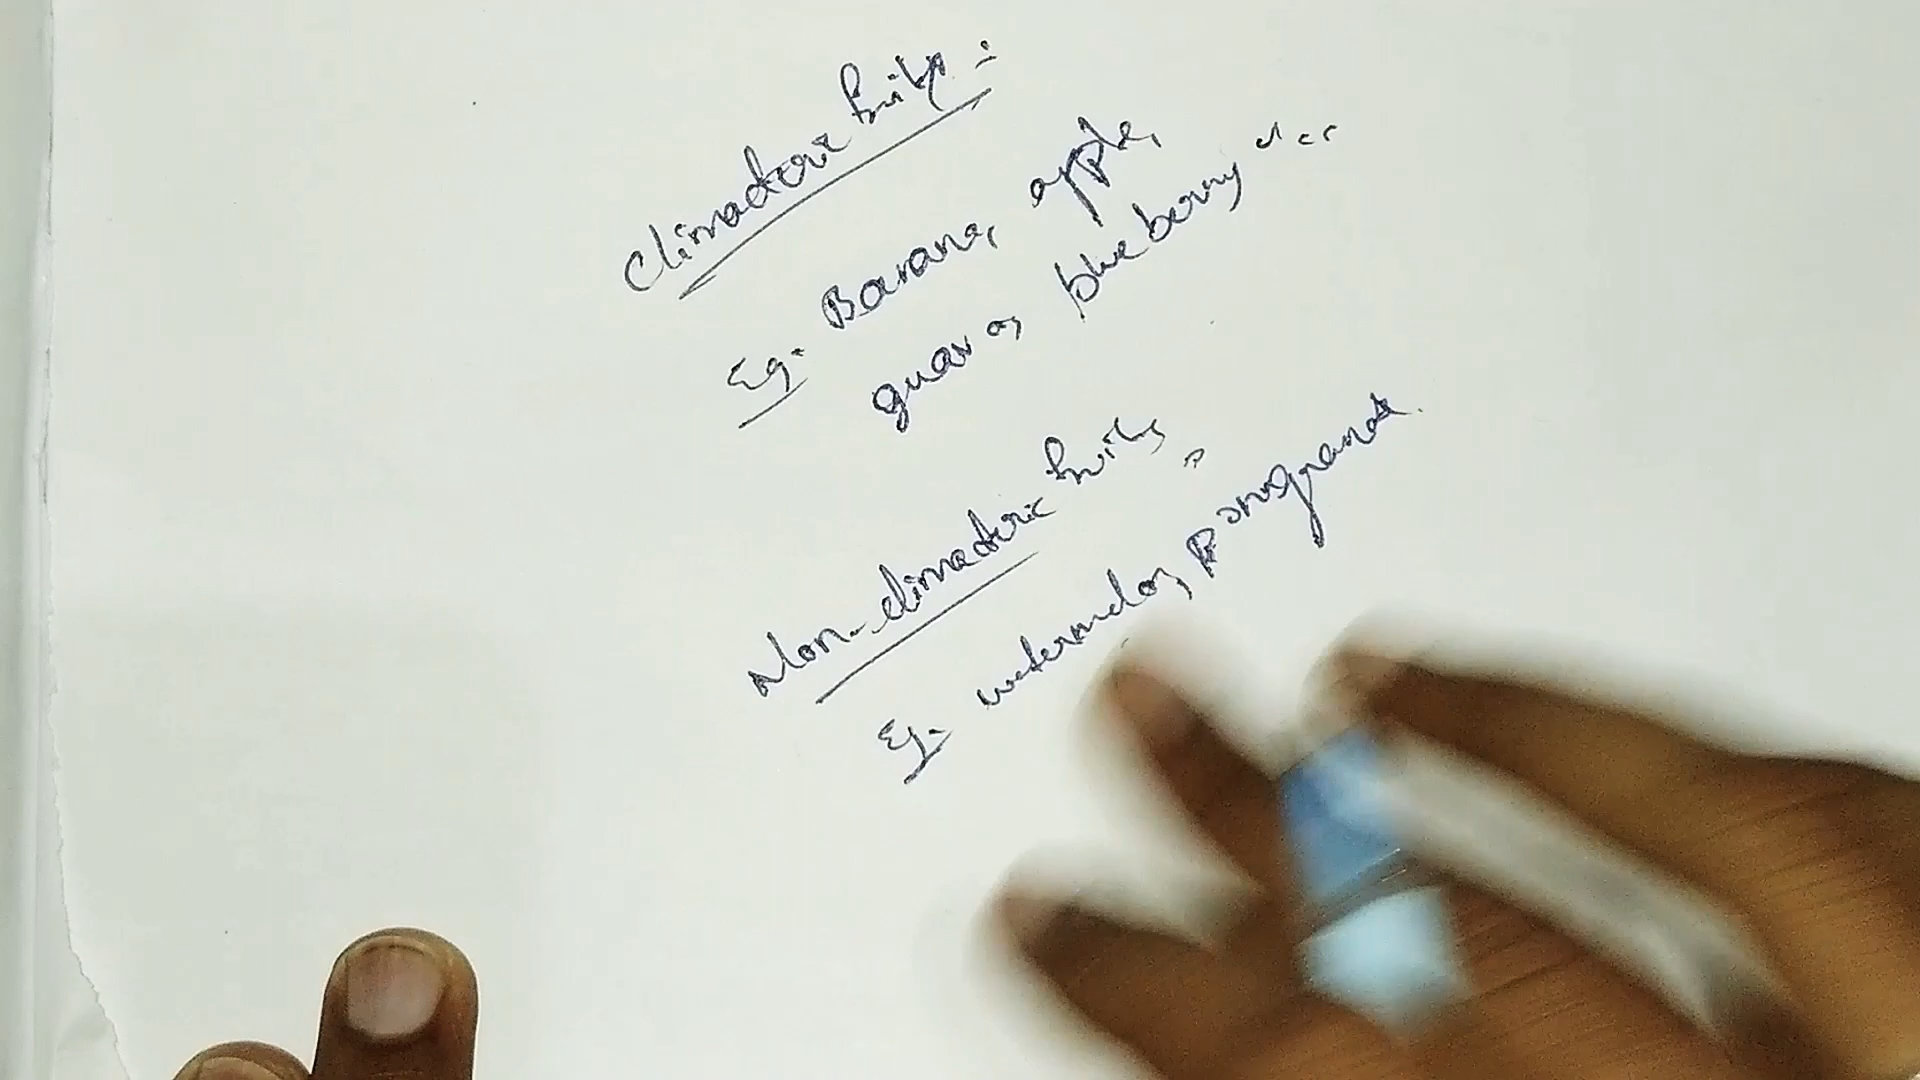 Climacteric fruits :-
Eg:- Banana, apple,
guava, blueberry etc
Non-climacteric fruits
Eg:- watermelon, Pomegranate.